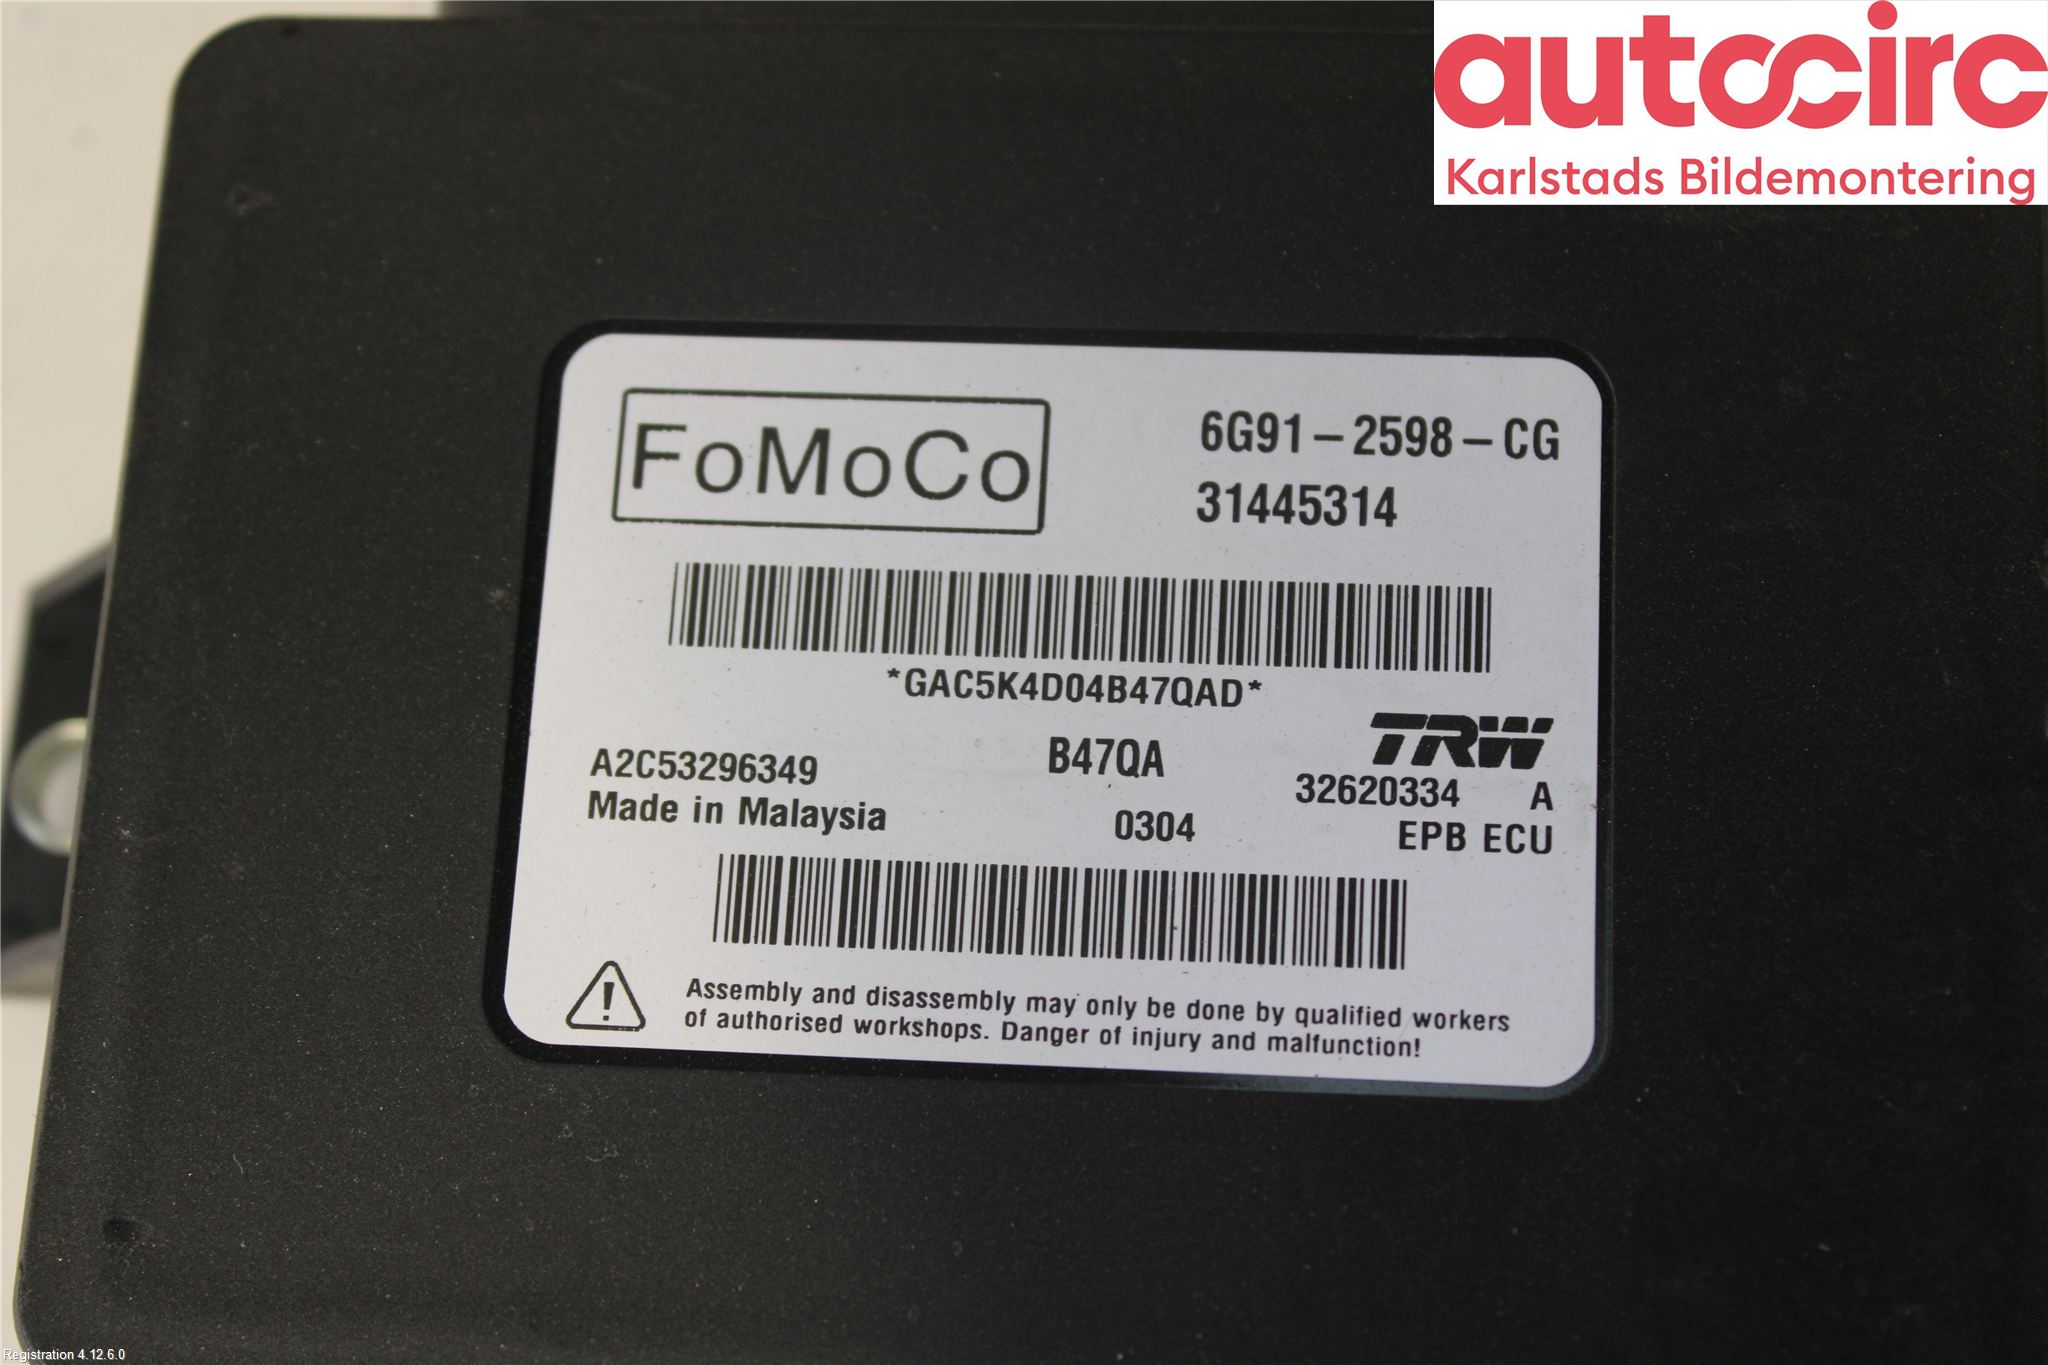 autocirc
Karlstads Bildemontering
FoMoCo
6G91-2598-CG
31445314
*GAC5K4D04B47QAD*
TRW
A2C53296349
B47QA
32620334 A
Made in Malaysia
0304
EPB ECU
Assembly and disassembly may only be done by qualified workers
of authorised workshops. Danger of injury and malfunction!
Registration 4.12.6.0